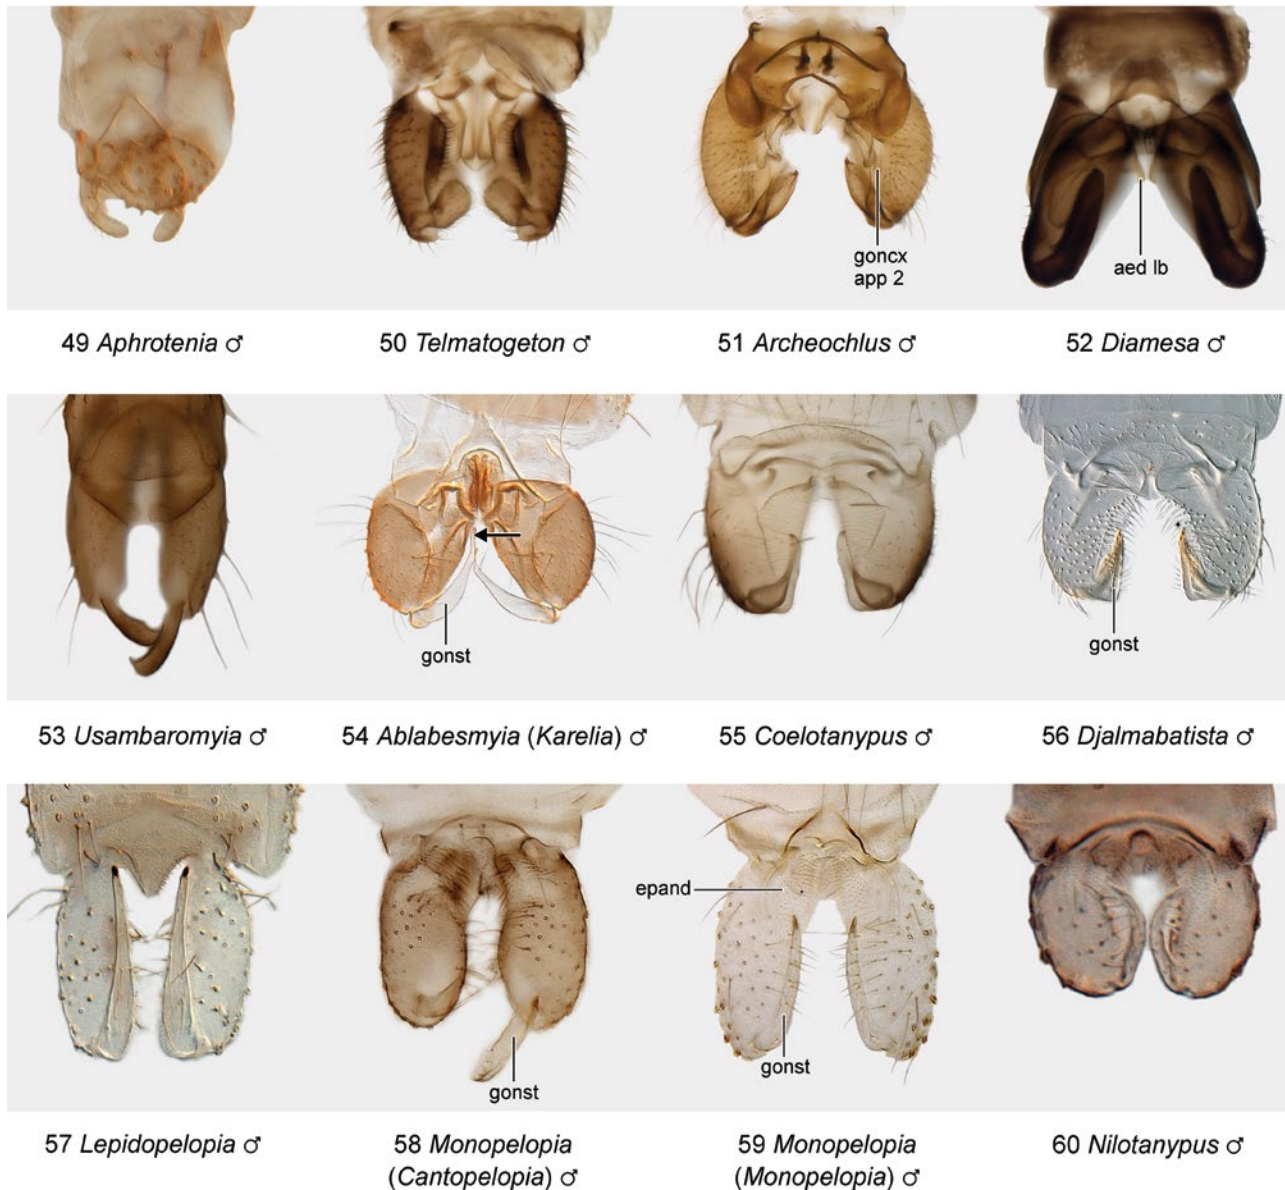 goncx
app 2
aed lb
49 Aphrotenia ♂
50 Telmatogeton ♂
51 Archeochlus ♂
52 Diamesa ♂
gonst
gonst
53 Usambaromyia ♂
54 Ablabesmyia (Karelia) ♂
55 Coelotanypus ♂
56 Djalmabatista ♂
epand
gonst
gonst
57 Lepidopelopia ♂
58 Monopelopia
(Cantopelopia) ♂
59 Monopelopia
(Monopelopia) ♂
60 Nilotanypus ♂